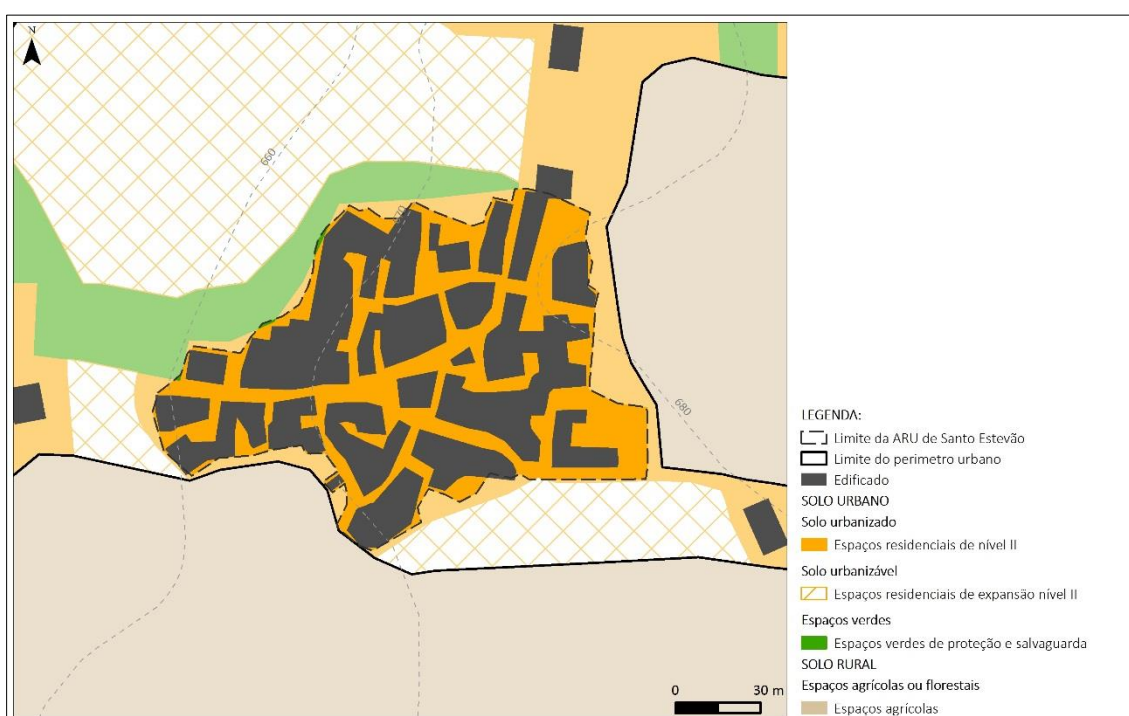 N
660
670
680
0 30 m
LEGENDA:
Limite da ARU de Santo Estevão
Limite do perimetro urbano
Edificado
SOLO URBANO
Solo urbanizado
Espaços residenciais de nível II
Solo urbanizável
Espaços residenciais de expansão nível II
Espaços verdes
Espaços verdes de proteção e salvaguarda
SOLO RURAL
Espaços agrícolas ou florestais
Espaços agrícolas